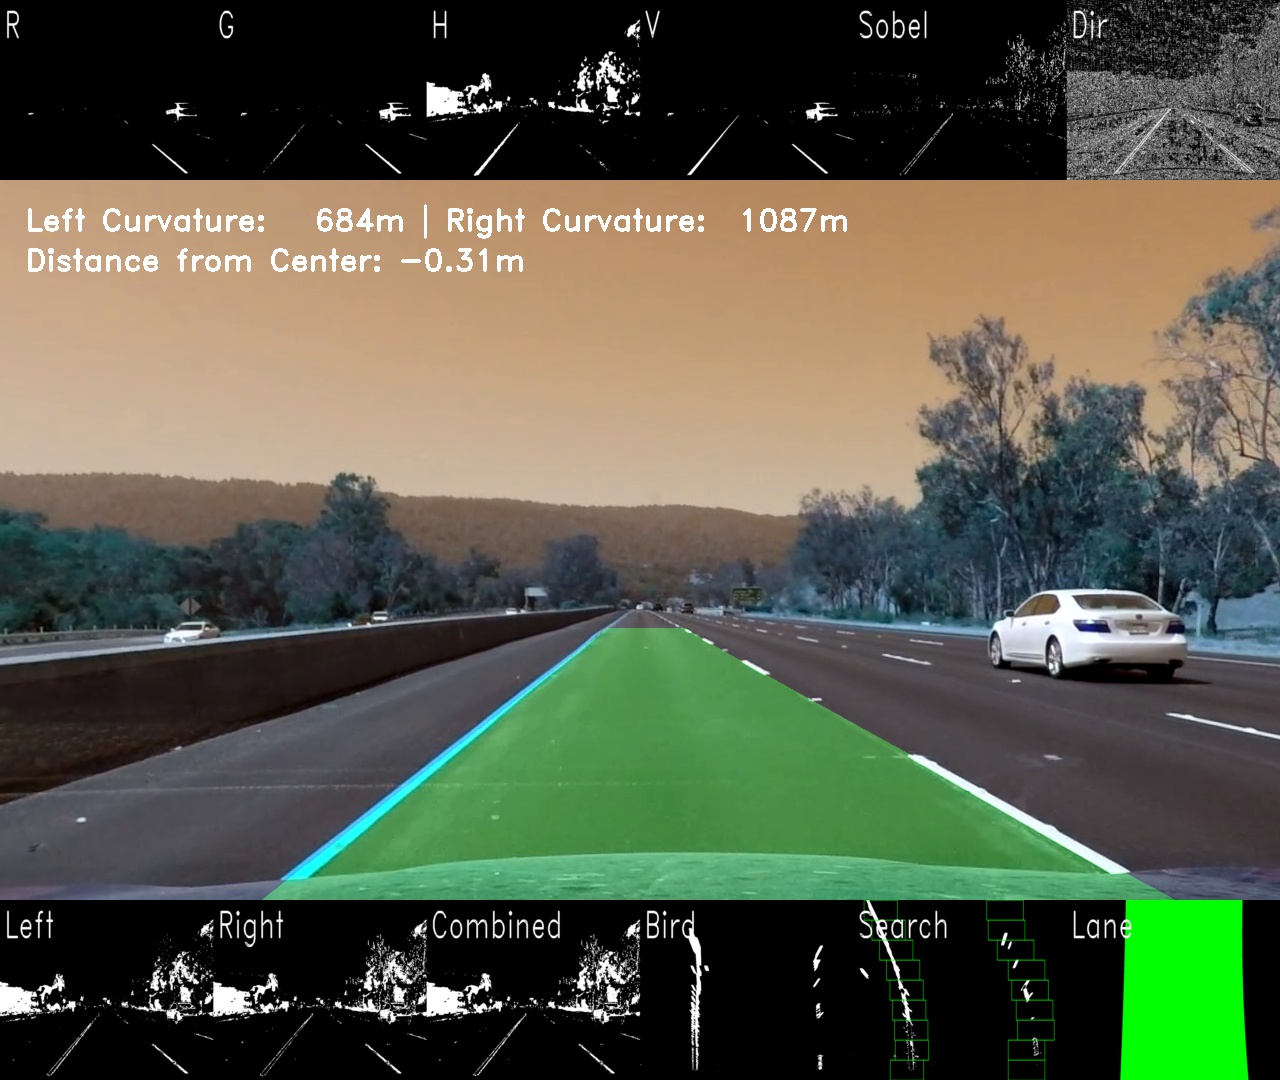 R G H V Sobel Dir
Left Curvature: 684m | Right Curvature: 1087m
Distance from Center: -0.31m
Left Right Combined Bird Search Lane